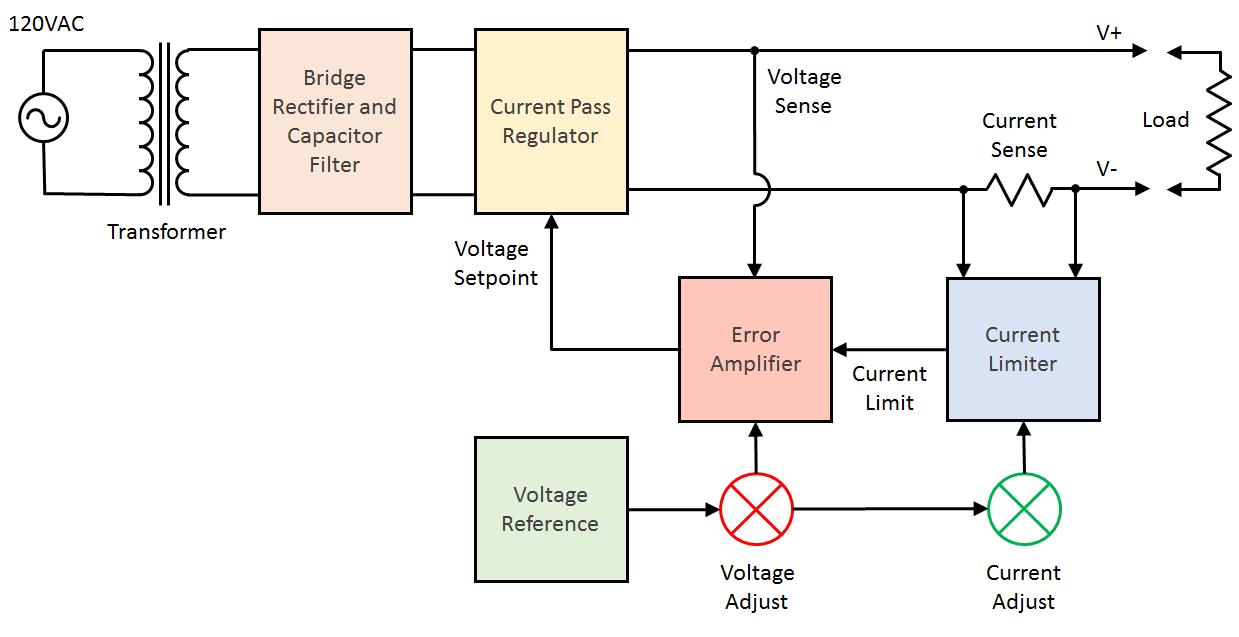 120VAC
Transformer
Bridge
Rectifier and
Capacitor
Filter
Current Pass
Regulator
Voltage
Sense
V+
Current
Sense
Load
V-
Voltage
Setpoint
Error
Amplifier
Current
Limit
Current
Limiter
Voltage
Reference
Voltage
Adjust
Current
Adjust